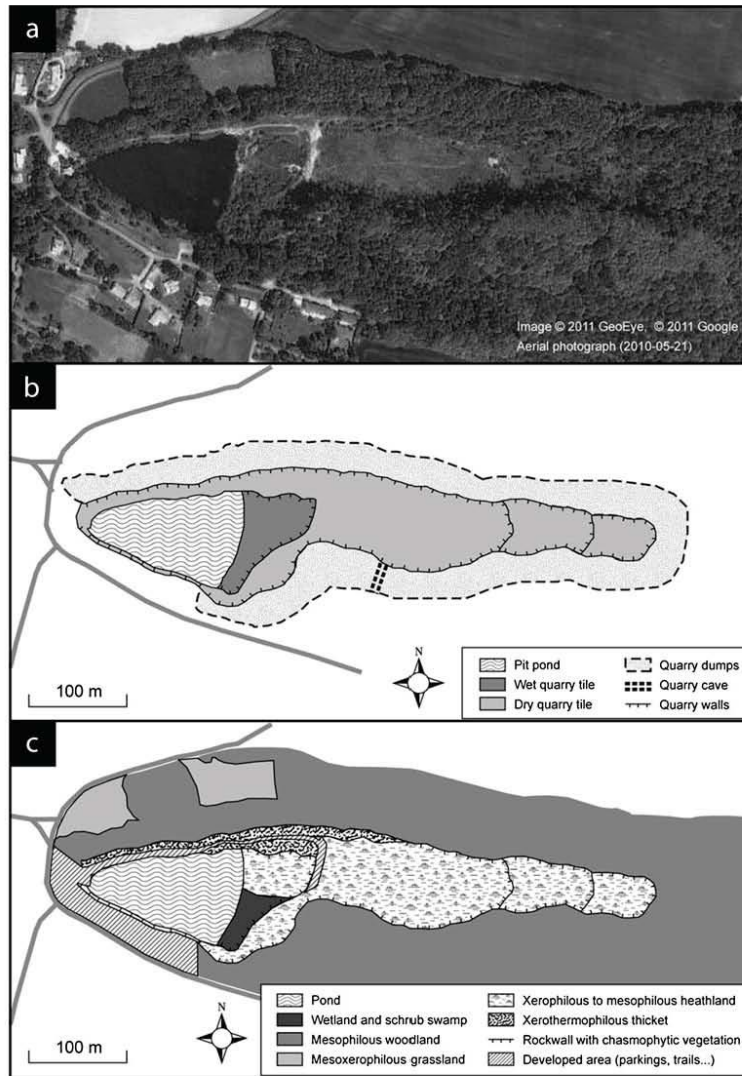 a
Image © 2011 GeoEye, © 2011 Google
Aerial photograph (2010-05-21)
b
100 m
N
Pit pond
Wet quarry tile
Dry quarry tile
Quarry dumps
Quarry cave
Quarry walls
c
100 m
N
Pond
Wetland and schrub swamp
Mesophilous woodland
Mesoxerophilous grassland
Xerophilous to mesophilous heathland
Xerothermophilous thicket
Rockwall with chasmophytic vegetation
Developed area (parkings, trails...)